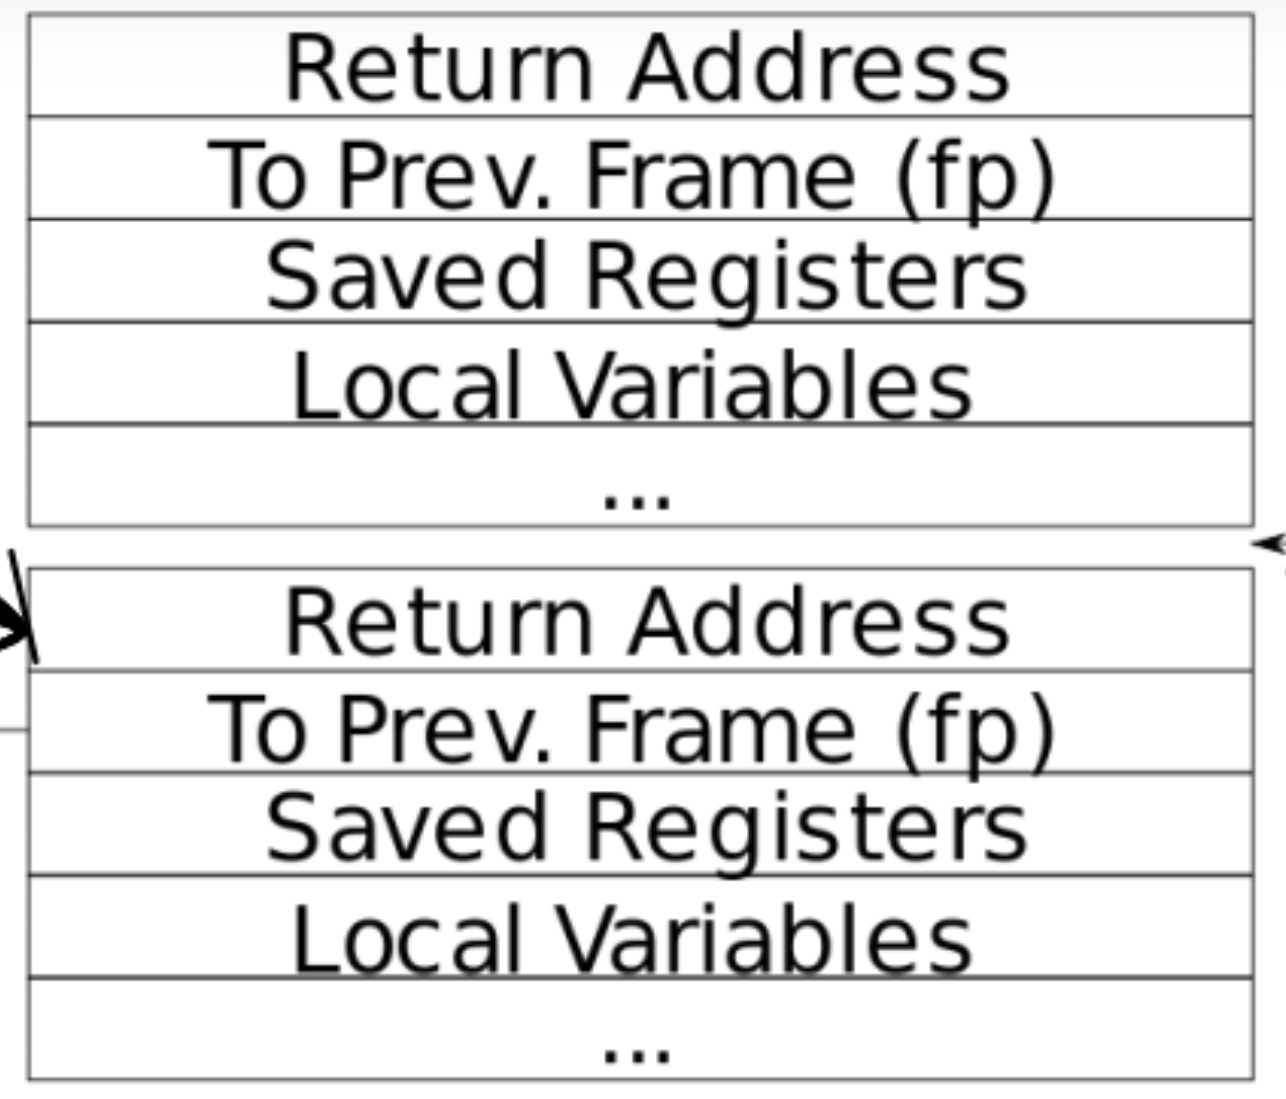 Return Address
To Prev. Frame (fp)
Saved Registers
Local Variables
...
Return Address
To Prev. Frame (fp)
Saved Registers
Local Variables
...